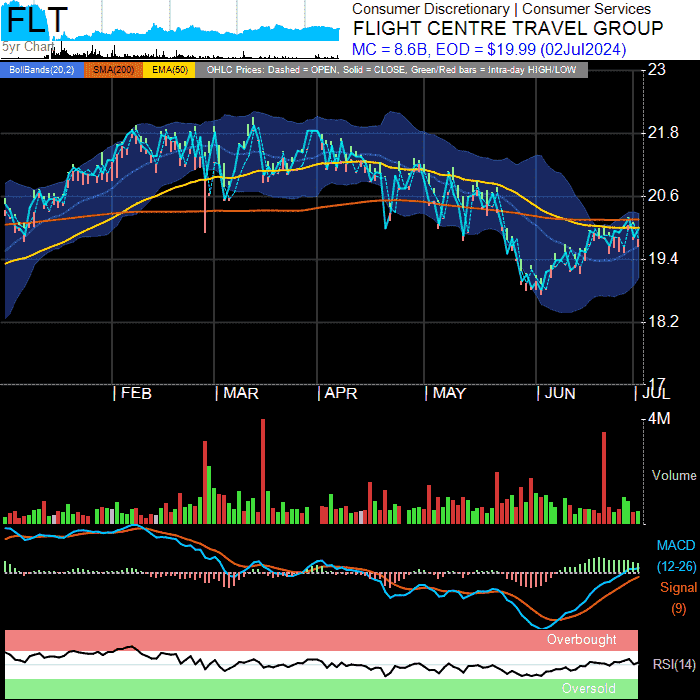 FLT
Consumer Discretionary | Consumer Services
FLIGHT CENTRE TRAVEL GROUP
MC = 8.6B, EOD = $19.99 (02Jul2024)
5yr Chart
BollBands(20,2) SMA(200) EMA(50) OHLC Prices: Dashed = OPEN, Solid = CLOSE, Green/Red bars = Intra-day HIGH/LOW
23
21.8
20.6
19.4
18.2
17
| FEB | MAR | APR | MAY | JUN | JUL
4M
Volume
MACD
(12-26)
Signal
(9)
Overbought
RSI(14)
Oversold